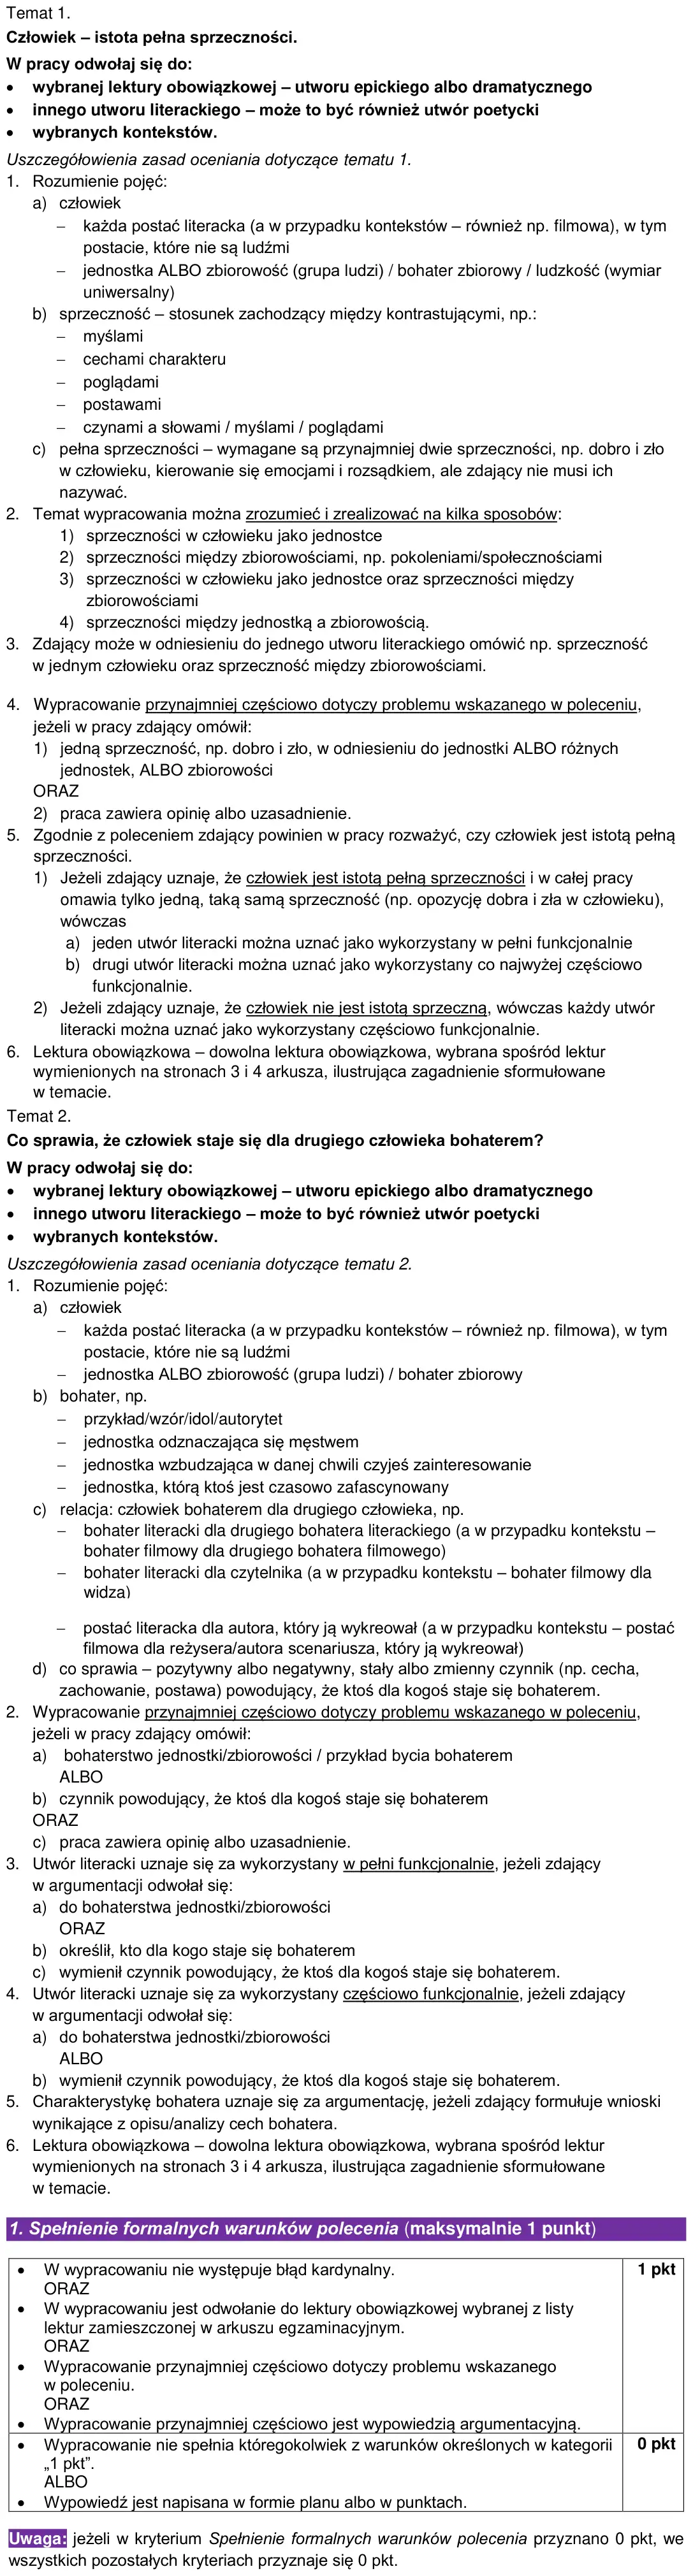 Temat 1.
Człowiek – istota pełna sprzeczności.
W pracy odwołaj się do:
• wybranej lektury obowiązkowej – utworu epickiego albo dramatycznego
• innego utworu literackiego – może to być również utwór poetycki
• wybranych kontekstów.
Uszczegółowienia zasad oceniania dotyczące tematu 1.
1. Rozumienie pojęć:
a) człowiek
– każda postać literacka (a w przypadku kontekstów – również np. filmowa), w tym
postacie, które nie są ludźmi
– jednostka ALBO zbiorowość (grupa ludzi) / bohater zbiorowy / ludzkość (wymiar
uniwersalny)
b) sprzeczność – stosunek zachodzący między kontrastującymi, np.:
– myślami
– cechami charakteru
– poglądami
– postawami
– czynami a słowami / myślami / poglądami
c) pełna sprzeczności – wymagane są przynajmniej dwie sprzeczności, np. dobro i zło
w człowieku, kierowanie się emocjami i rozsądkiem, ale zdający nie musi ich
nazywać.
2. Temat wypracowania można zrozumieć i zrealizować na kilka sposobów:
1) sprzeczności w człowieku jako jednostce
2) sprzeczności między zbiorowościami, np. pokoleniami/społecznościami
3) sprzeczności w człowieku jako jednostce oraz sprzeczności między
zbiorowościami
4) sprzeczności między jednostką a zbiorowością.
3. Zdający może w odniesieniu do jednego utworu literackiego omówić np. sprzeczność
w jednym człowieku oraz sprzeczność między zbiorowościami.
4. Wypracowanie przynajmniej częściowo dotyczy problemu wskazanego w poleceniu,
jeżeli w pracy zdający omówił:
1) jedną sprzeczność, np. dobro i zło, w odniesieniu do jednostki ALBO różnych
jednostek, ALBO zbiorowości
ORAZ
2) praca zawiera opinię albo uzasadnienie.
5. Zgodnie z poleceniem zdający powinien w pracy rozważyć, czy człowiek jest istotą pełną
sprzeczności.
1) Jeżeli zdający uznaje, że człowiek jest istotą pełną sprzeczności i w całej pracy
omawia tylko jedną, taką samą sprzeczność (np. opozycję dobra i zła w człowieku),
wówczas
a) jeden utwór literacki można uznać jako wykorzystany w pełni funkcjonalnie
b) drugi utwór literacki można uznać jako wykorzystany co najwyżej częściowo
funkcjonalnie.
2) Jeżeli zdający uznaje, że człowiek nie jest istotą sprzeczną, wówczas każdy utwór
literacki można uznać jako wykorzystany częściowo funkcjonalnie.
6. Lektura obowiązkowa – dowolna lektura obowiązkowa, wybrana spośród lektur
wymienionych na stronach 3 i 4 arkusza, ilustrująca zagadnienie sformułowane
w temacie.
Temat 2.
Co sprawia, że człowiek staje się dla drugiego człowieka bohaterem?
W pracy odwołaj się do:
• wybranej lektury obowiązkowej – utworu epickiego albo dramatycznego
• innego utworu literackiego – może to być również utwór poetycki
• wybranych kontekstów.
Uszczegółowienia zasad oceniania dotyczące tematu 2.
1. Rozumienie pojęć:
a) człowiek
– każda postać literacka (a w przypadku kontekstów – również np. filmowa), w tym
postacie, które nie są ludźmi
– jednostka ALBO zbiorowość (grupa ludzi) / bohater zbiorowy
b) bohater, np.
– przykład/wzór/idol/autorytet
– jednostka odznaczająca się męstwem
– jednostka wzbudzająca w danej chwili czyjeś zainteresowanie
– jednostka, którą ktoś jest czasowo zafascynowany
c) relacja: człowiek bohaterem dla drugiego człowieka, np.
– bohater literacki dla drugiego bohatera literackiego (a w przypadku kontekstu –
bohater filmowy dla drugiego bohatera filmowego)
– bohater literacki dla czytelnika (a w przypadku kontekstu – bohater filmowy dla
widza)
– postać literacka dla autora, który ją wykreował (a w przypadku kontekstu – postać
filmowa dla reżysera/autora scenariusza, który ją wykreował)
d) co sprawia – pozytywny albo negatywny, stały albo zmienny czynnik (np. cecha,
zachowanie, postawa) powodujący, że ktoś dla kogoś staje się bohaterem.
2. Wypracowanie przynajmniej częściowo dotyczy problemu wskazanego w poleceniu,
jeżeli w pracy zdający omówił:
a) bohaterstwo jednostki/zbiorowości / przykład bycia bohaterem
ALBO
b) czynnik powodujący, że ktoś dla kogoś staje się bohaterem
ORAZ
c) praca zawiera opinię albo uzasadnienie.
3. Utwór literacki uznaje się za wykorzystany w pełni funkcjonalnie, jeżeli zdający
w argumentacji odwołał się:
a) do bohaterstwa jednostki/zbiorowości
ORAZ
b) określił, kto dla kogo staje się bohaterem
c) wymienił czynnik powodujący, że ktoś dla kogoś staje się bohaterem.
4. Utwór literacki uznaje się za wykorzystany częściowo funkcjonalnie, jeżeli zdający
w argumentacji odwołał się:
a) do bohaterstwa jednostki/zbiorowości
ALBO
b) wymienił czynnik powodujący, że ktoś dla kogoś staje się bohaterem.
5. Charakterystykę bohatera uznaje się za argumentację, jeżeli zdający formułuje wnioski
wynikające z opisu/analizy cech bohatera.
6. Lektura obowiązkowa – dowolna lektura obowiązkowa, wybrana spośród lektur
wymienionych na stronach 3 i 4 arkusza, ilustrująca zagadnienie sformułowane
w temacie.
1. Spełnienie formalnych warunków polecenia (maksymalnie 1 punkt)
• W wypracowaniu nie występuje błąd kardynalny. 1 pkt
ORAZ
• W wypracowaniu jest odwołanie do lektury obowiązkowej wybranej z listy
lektur zamieszczonej w arkuszu egzaminacyjnym.
ORAZ
• Wypracowanie przynajmniej częściowo dotyczy problemu wskazanego
w poleceniu.
ORAZ
• Wypracowanie przynajmniej częściowo jest wypowiedzią argumentacyjną.
• Wypracowanie nie spełnia któregokolwiek z warunków określonych w kategorii 0 pkt
„1 pkt”.
ALBO
• Wypowiedź jest napisana w formie planu albo w punktach.
Uwaga: jeżeli w kryterium Spełnienie formalnych warunków polecenia przyznano 0 pkt, we
wszystkich pozostałych kryteriach przyznaje się 0 pkt.